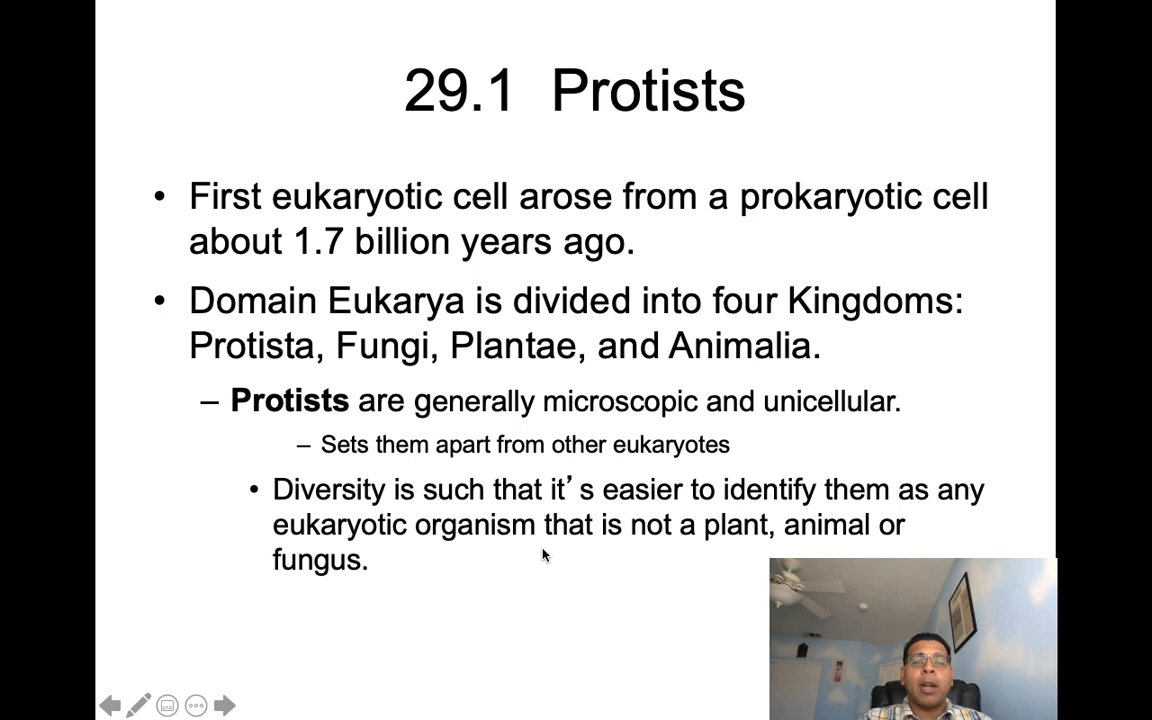 29.1 Protists
• First eukaryotic cell arose from a prokaryotic cell
about 1.7 billion years ago.
• Domain Eukarya is divided into four Kingdoms:
Protista, Fungi, Plantae, and Animalia.
– Protists are generally microscopic and unicellular.
– Sets them apart from other eukaryotes
• Diversity is such that it’ s easier to identify them as any
eukaryotic organism that is not a plant, animal or
fungus.